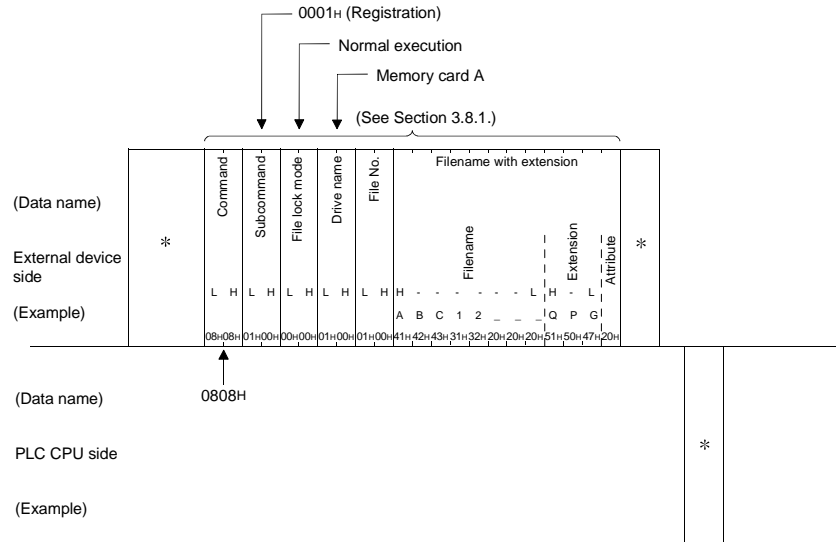 0001H (Registration)
Normal execution
Memory card A
(See Section 3.8.1.)
(Data name)
Command
Subcommand
File lock mode
Drive name
File No.
Filename with extension
Filename
Extension
Attribute
External device
side
*
*
L H L H L H L H L H H - - - - - - L H - L
(Example)
A B C 1 2 _ _ _ Q P G
08H 08H 01H 00H 00H 00H 01H 00H 01H 00H 41H 42H 43H 31H 32H 20H 20H 20H 51H 50H 47H 20H
(Data name)
0808H
PLC CPU side
*
(Example)